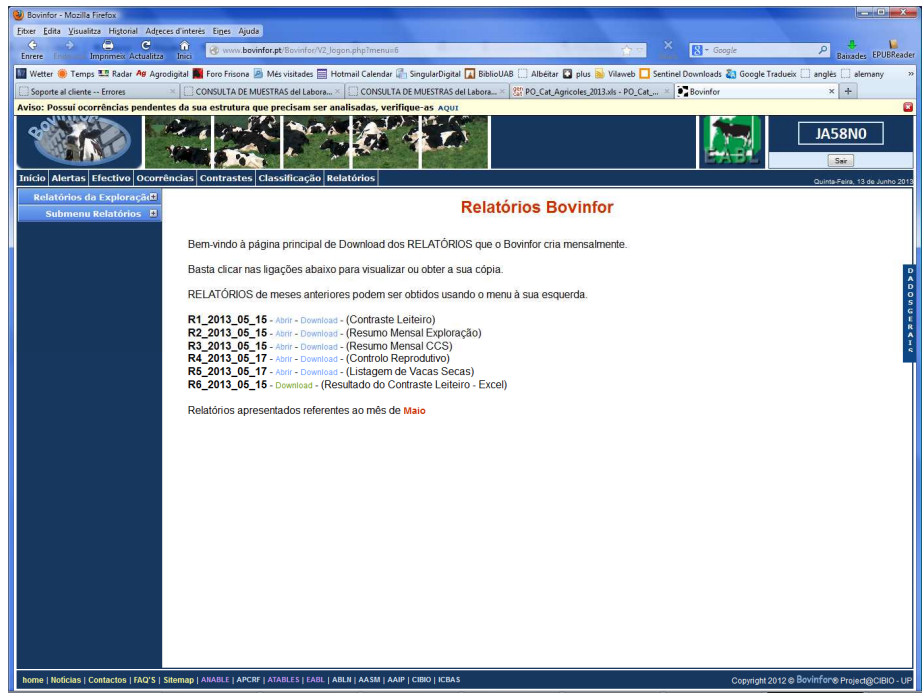 Bovinfor - Mozilla Firefox
Fitxer Edita Visualitza Historial Adreces d'interès Eines Ajuda
Enrere Imprimeix Actualitza Inici www.bovinfor.pt/Bovinfor/V2_logon.php?menu=6 Google Baixades EPUBReader
Wetter Temps Radar Agrodigital Foro Frisona Més visitades Hotmail Calendar SingularDigital BiblioUAB Albéitar plus Vilaweb Sentinel Downloads Google Tradueix anglès alemany »
Soporte al cliente -- Errores × CONSULTA DE MUESTRAS del Labora... × CONSULTA DE MUESTRAS del Labora... × PO_Cat_Agricoles_2013.xls - PO_Cat_... × Bovinfor × +
Aviso: Possuí ocorrências pendentes da sua estrutura que precisam ser analisadas, verifique-as AQUI
BOVINFOR
EABL
JA58N0
Sair
Início Alertas Efectivo Ocorrências Contrastes Classificação Relatórios
Quinta-Feira, 13 de Junho 2013
Relatórios da Exploraçã
Submenu Relatórios
Relatórios Bovinfor
Bem-vindo à página principal de Download dos RELATÔRIOS que o Bovinfor cria mensalmente.
Basta clicar nas ligações abaixo para visualizar ou obter a sua cópia.
RELATÓRIOS de meses anteriores podem ser obtidos usando o menu à sua esquerda.
R1_2013_05_15 - Abrir - Download - (Contraste Leiteiro)
R2_2013_05_15 - Abrir - Download - (Resumo Mensal Exploração)
R3_2013_05_15 - Abrir - Download - (Resumo Mensal CCS)
R4_2013_05_17 - Abrir - Download - (Controlo Reprodutivo)
R5_2013_05_17 - Abrir - Download - (Listagem de Vacas Secas)
R6_2013_05_15 - Download - (Resultado do Contraste Leiteiro - Excel)
Relatórios apresentados referentes ao mês de Maio
DADOS GERAIS
home | Notícias | Contactos | FAQ'S | Sitemap | ANABLE | APCRF | ATABLES | EABL | ABLN | AASM | AAIP | CIBIO | ICBAS
Copyright 2012 © Bovinfor® Project@CIBIO - UP